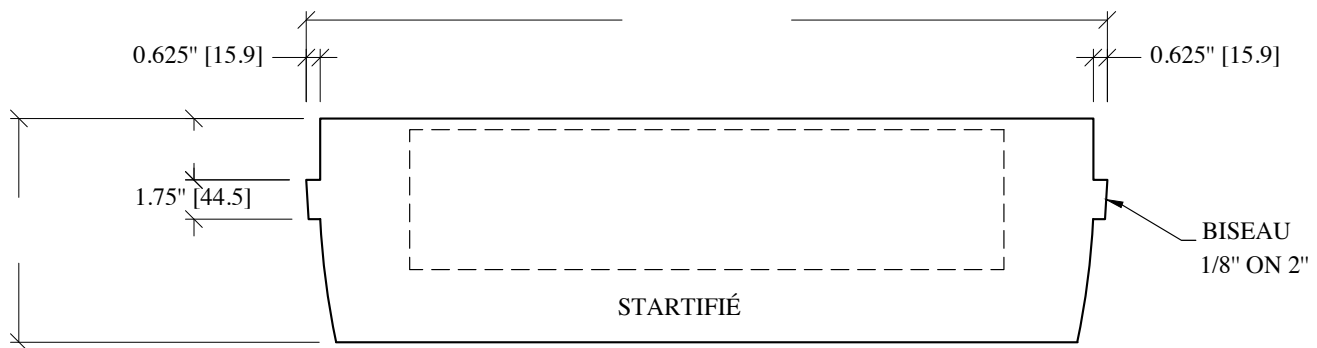 0.625" [15.9]
0.625" [15.9]
1.75" [44.5]
BISEAU
1/8" ON 2"
STARTIFIÉ